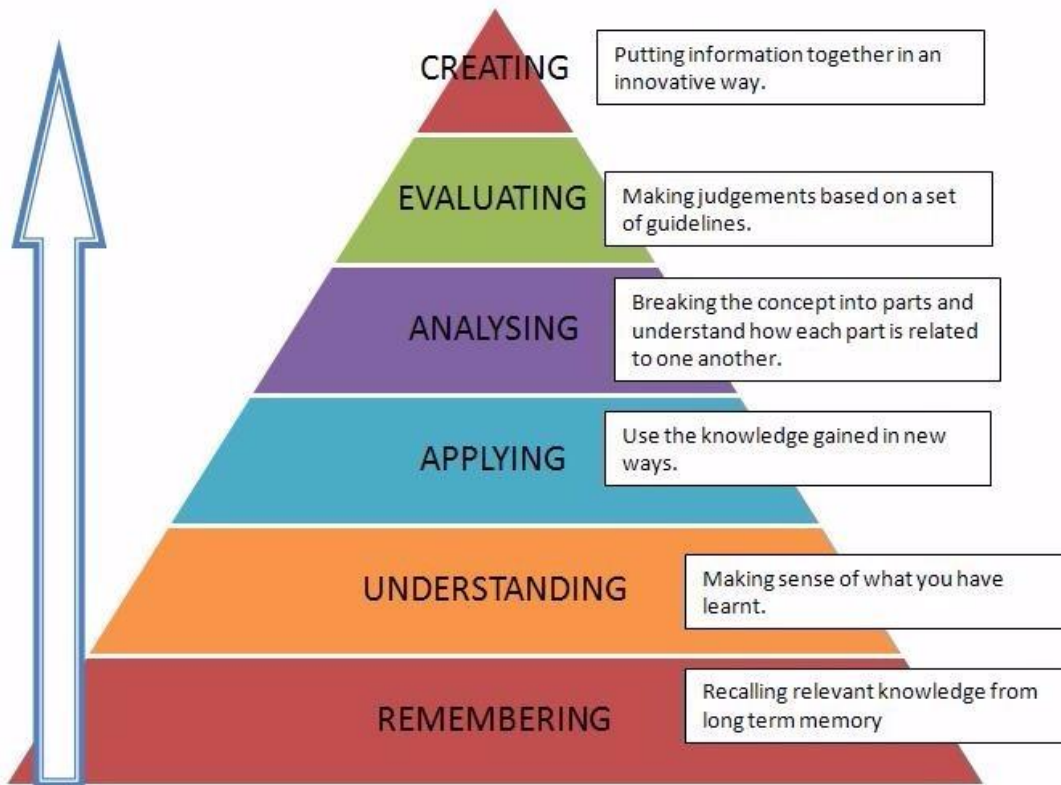 CREATING
Putting information together in an
innovative way.
EVALUATING
Making judgements based on a set
of guidelines.
ANALYSING
Breaking the concept into parts and
understand how each part is related
to one another.
APPLYING
Use the knowledge gained in new
ways.
UNDERSTANDING
Making sense of what you have
learnt.
REMEMBERING
Recalling relevant knowledge from
long term memory